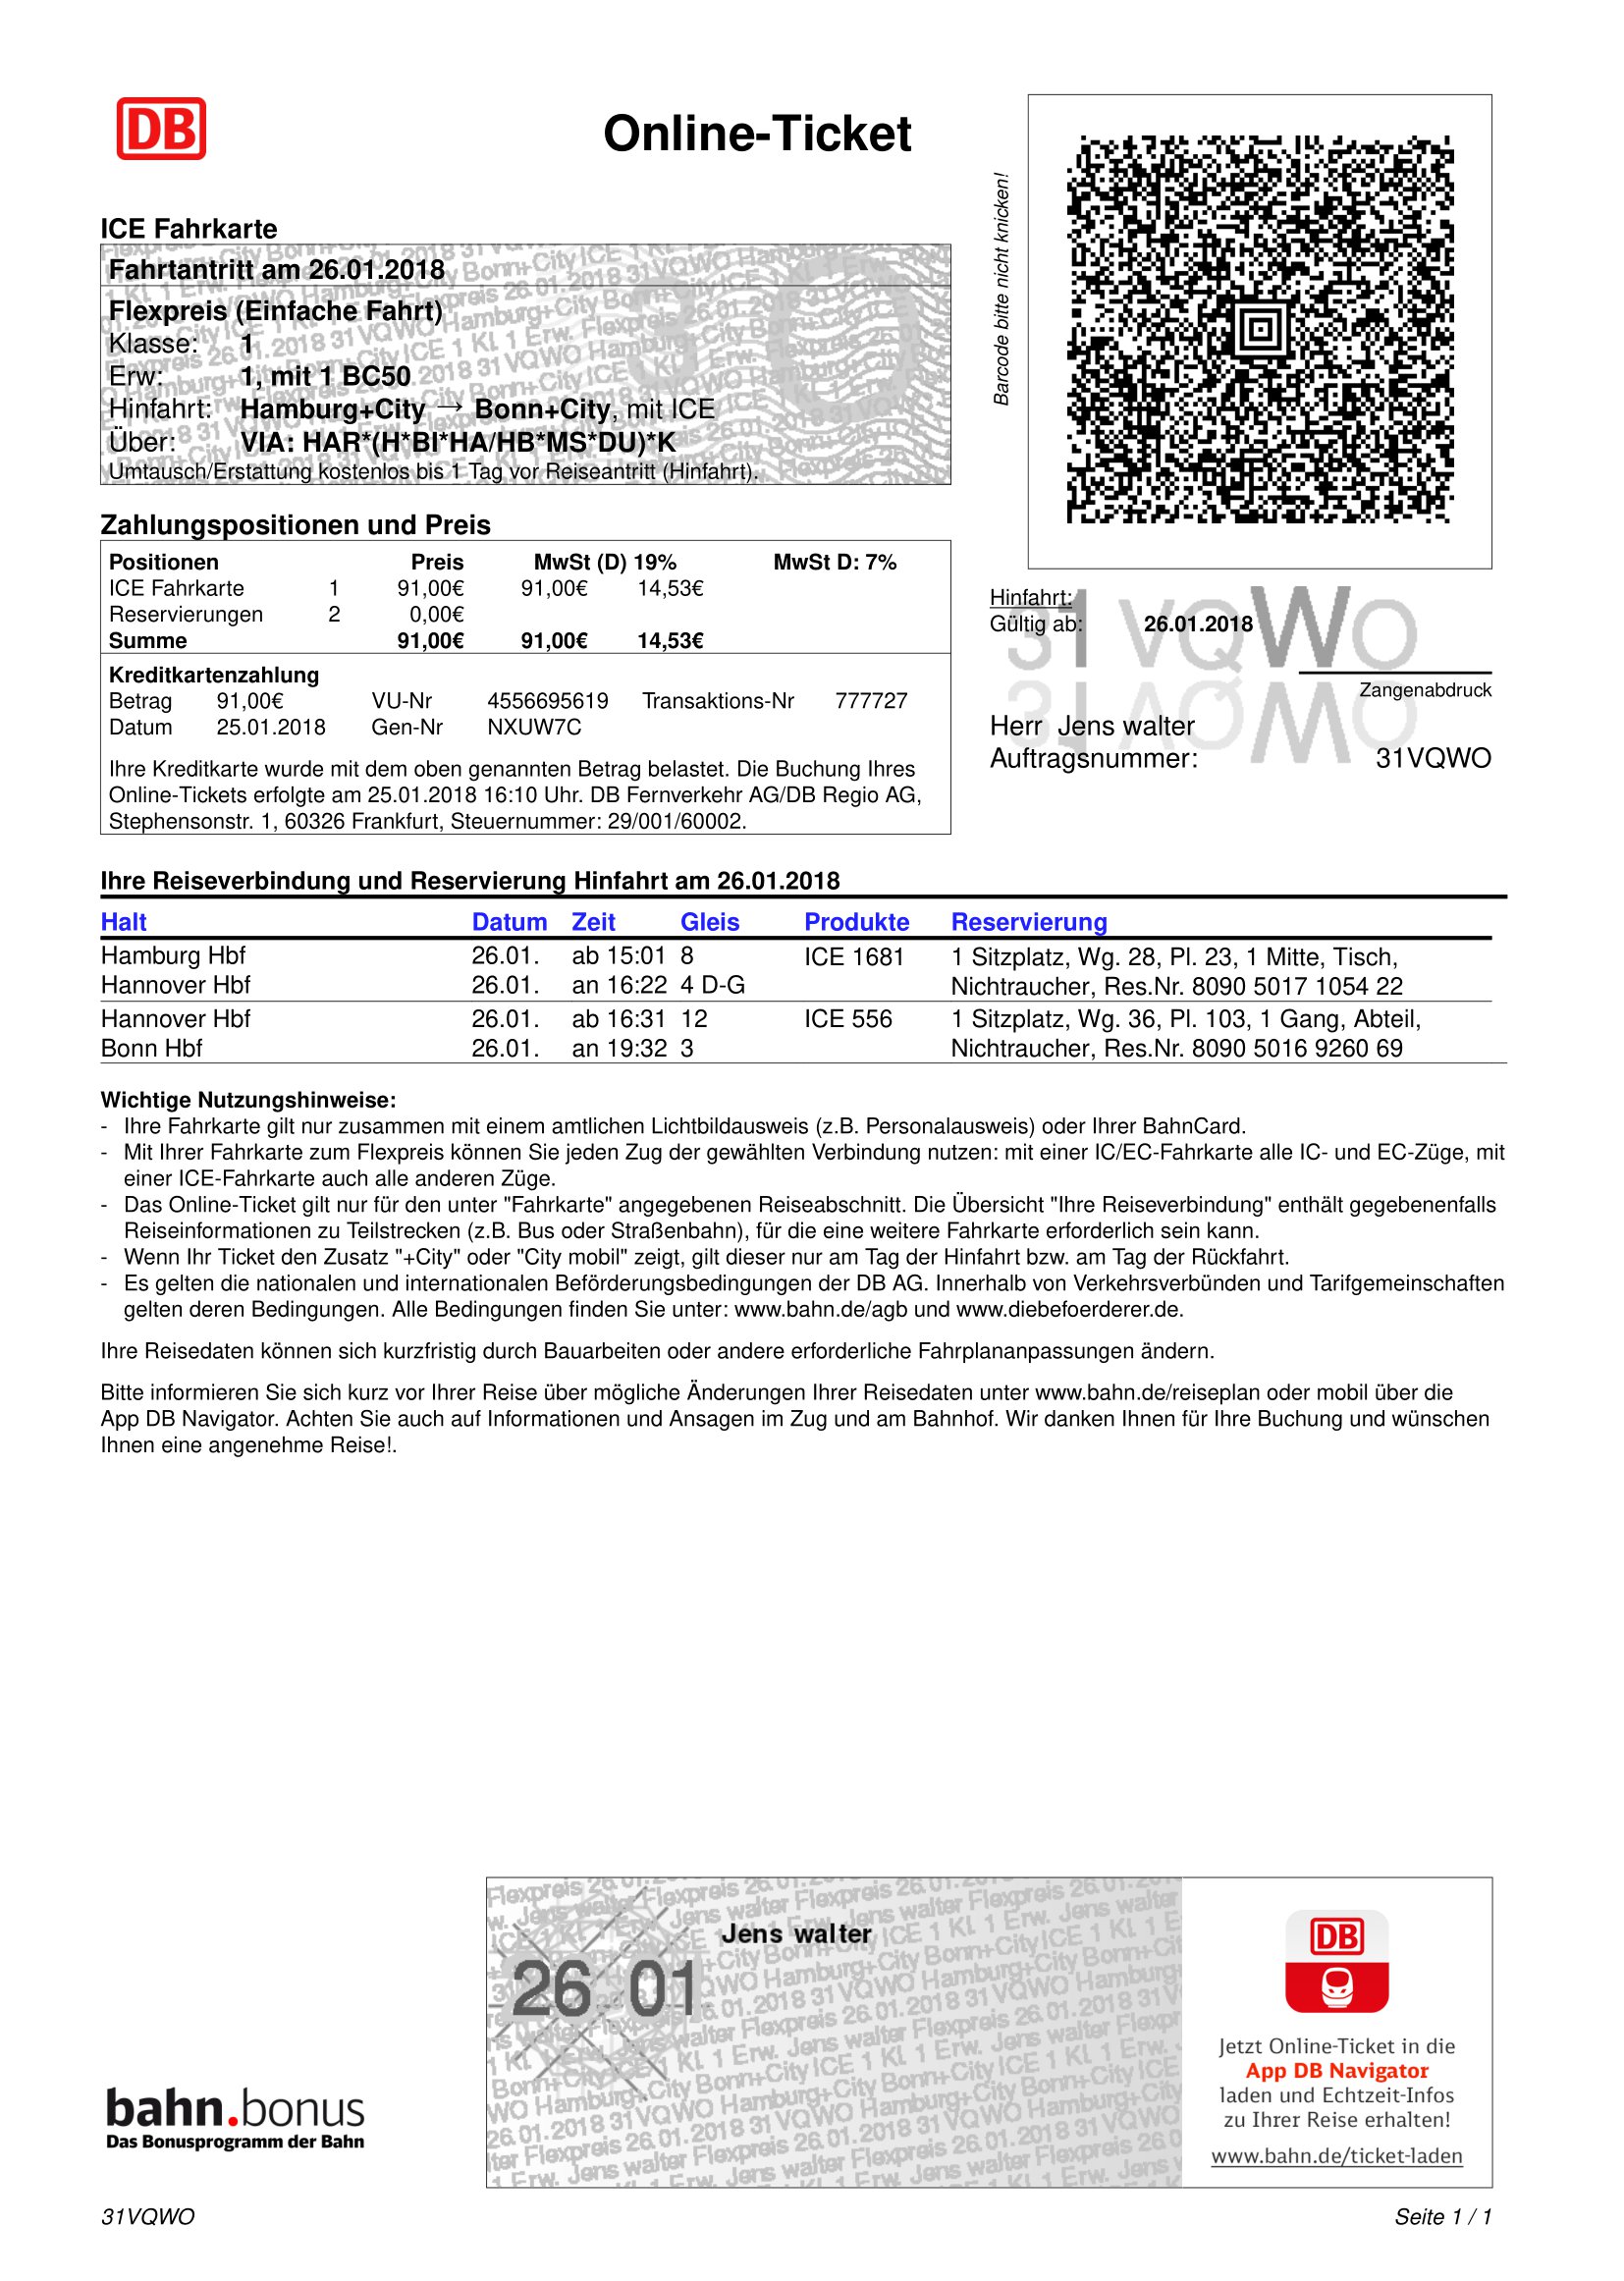 DB
Online-Ticket
Barcode bitte nicht knicken!
ICE Fahrkarte
Fahrtantritt am 26.01.2018
Flexpreis (Einfache Fahrt)
Klasse: 1
Erw: 1, mit 1 BC50
Hinfahrt: Hamburg+City → Bonn+City, mit ICE
Über: VIA: HAR*(H*BI*HA/HB*MS*DU)*K
Umtausch/Erstattung kostenlos bis 1 Tag vor Reiseantritt (Hinfahrt).
Zahlungspositionen und Preis
Positionen Preis MwSt (D) 19% MwSt D: 7%
ICE Fahrkarte 1 91,00€ 91,00€ 14,53€
Reservierungen 2 0,00€
Summe 91,00€ 91,00€ 14,53€
Kreditkartenzahlung
Betrag 91,00€ VU-Nr 4556695619 Transaktions-Nr 777727
Datum 25.01.2018 Gen-Nr NXUW7C
Ihre Kreditkarte wurde mit dem oben genannten Betrag belastet. Die Buchung Ihres
Online-Tickets erfolgte am 25.01.2018 16:10 Uhr. DB Fernverkehr AG/DB Regio AG,
Stephensonstr. 1, 60326 Frankfurt, Steuernummer: 29/001/60002.
Hinfahrt:
Gültig ab: 26.01.2018
31 VQWO
Zangenabdruck
Herr Jens walter
Auftragsnummer: 31VQWO
Ihre Reiseverbindung und Reservierung Hinfahrt am 26.01.2018
Halt Datum Zeit Gleis Produkte Reservierung
Hamburg Hbf 26.01. ab 15:01 8 ICE 1681 1 Sitzplatz, Wg. 28, Pl. 23, 1 Mitte, Tisch,
Hannover Hbf 26.01. an 16:22 4 D-G Nichtraucher, Res.Nr. 8090 5017 1054 22
Hannover Hbf 26.01. ab 16:31 12 ICE 556 1 Sitzplatz, Wg. 36, Pl. 103, 1 Gang, Abteil,
Bonn Hbf 26.01. an 19:32 3 Nichtraucher, Res.Nr. 8090 5016 9260 69
Wichtige Nutzungshinweise:
- Ihre Fahrkarte gilt nur zusammen mit einem amtlichen Lichtbildausweis (z.B. Personalausweis) oder Ihrer BahnCard.
- Mit Ihrer Fahrkarte zum Flexpreis können Sie jeden Zug der gewählten Verbindung nutzen: mit einer IC/EC-Fahrkarte alle IC- und EC-Züge, mit
einer ICE-Fahrkarte auch alle anderen Züge.
- Das Online-Ticket gilt nur für den unter "Fahrkarte" angegebenen Reiseabschnitt. Die Übersicht "Ihre Reiseverbindung" enthält gegebenenfalls
Reiseinformationen zu Teilstrecken (z.B. Bus oder Straßenbahn), für die eine weitere Fahrkarte erforderlich sein kann.
- Wenn Ihr Ticket den Zusatz "+City" oder "City mobil" zeigt, gilt dieser nur am Tag der Hinfahrt bzw. am Tag der Rückfahrt.
- Es gelten die nationalen und internationalen Beförderungsbedingungen der DB AG. Innerhalb von Verkehrsverbünden und Tarifgemeinschaften
gelten deren Bedingungen. Alle Bedingungen finden Sie unter: www.bahn.de/agb und www.diebefoerderer.de.
Ihre Reisedaten können sich kurzfristig durch Bauarbeiten oder andere erforderliche Fahrplananpassungen ändern.
Bitte informieren Sie sich kurz vor Ihrer Reise über mögliche Änderungen Ihrer Reisedaten unter www.bahn.de/reiseplan oder mobil über die
App DB Navigator. Achten Sie auch auf Informationen und Ansagen im Zug und am Bahnhof. Wir danken Ihnen für Ihre Buchung und wünschen
Ihnen eine angenehme Reise!.
Jens walter
26 01
DB
Jetzt Online-Ticket in die
App DB Navigator
laden und Echtzeit-Infos
zu Ihrer Reise erhalten!
www.bahn.de/ticket-laden
bahn.bonus
Das Bonusprogramm der Bahn
31VQWO
Seite 1 / 1